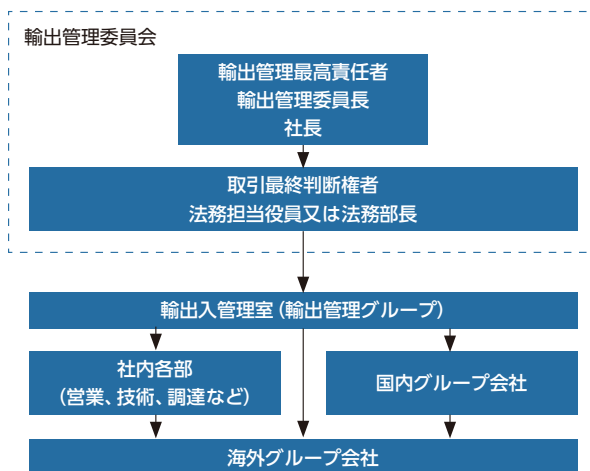 輸出管理委員会
輸出管理最高責任者
輸出管理委員長
社長
取引最終判断権者
法務担当役員又は法務部長
輸出入管理室（輸出管理グループ）
社内各部
（営業、技術、調達など）
国内グループ会社
海外グループ会社